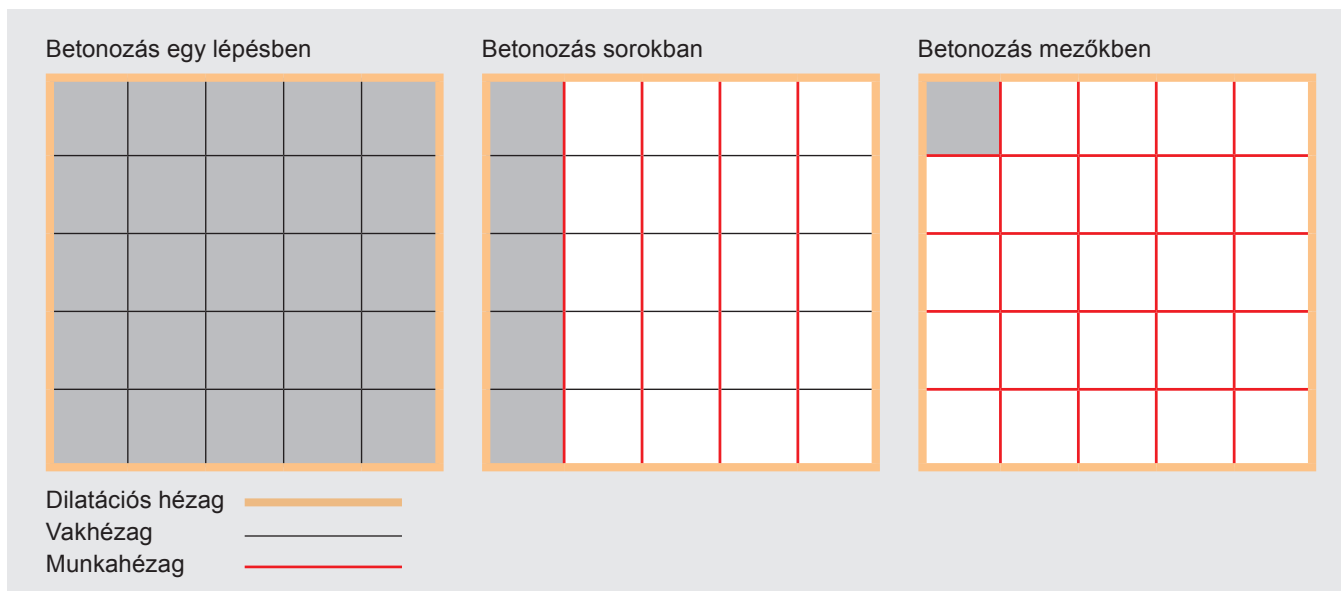 Betonozás egy lépésben
Betonozás sorokban
Betonozás mezőkben
Dilatációs hézag
Vakhézag
Munkahézag